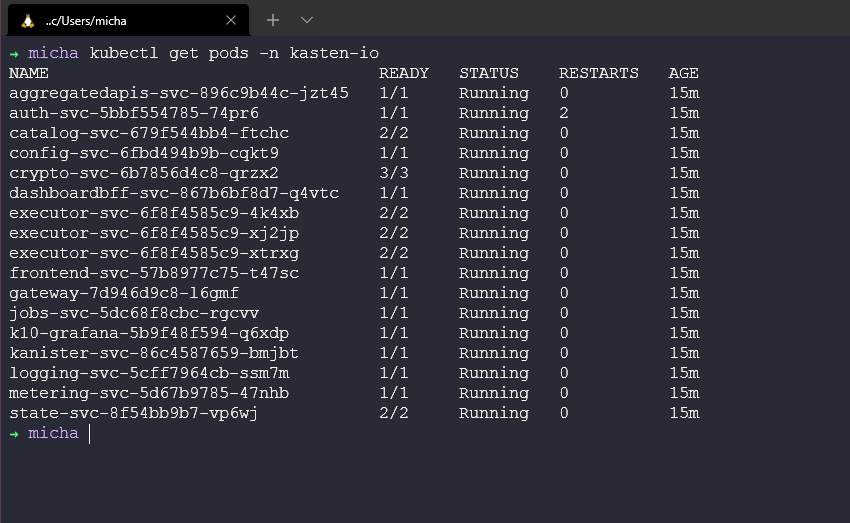 ..c/Users/micha
→ micha kubectl get pods -n kasten-io
NAME READY STATUS RESTARTS AGE
aggregatedapis-svc-896c9b44c-jzt45 1/1 Running 0 15m
auth-svc-5bbf554785-74pr6 1/1 Running 2 15m
catalog-svc-679f544bb4-ftchc 2/2 Running 0 15m
config-svc-6fbd494b9b-cqkt9 1/1 Running 0 15m
crypto-svc-6b7856d4c8-qrzx2 3/3 Running 0 15m
dashboardbff-svc-867b6bf8d7-q4vtc 1/1 Running 0 15m
executor-svc-6f8f4585c9-4k4xb 2/2 Running 0 15m
executor-svc-6f8f4585c9-xj2jp 2/2 Running 0 15m
executor-svc-6f8f4585c9-xtrxg 2/2 Running 0 15m
frontend-svc-57b8977c75-t47sc 1/1 Running 0 15m
gateway-7d946d9c8-l6gmf 1/1 Running 0 15m
jobs-svc-5dc68f8cbc-rgcvv 1/1 Running 0 15m
k10-grafana-5b9f48f594-q6xdp 1/1 Running 0 15m
kanister-svc-86c4587659-bmjbt 1/1 Running 0 15m
logging-svc-5cff7964cb-ssm7m 1/1 Running 0 15m
metering-svc-5d67b9785-47nhb 1/1 Running 0 15m
state-svc-8f54bb9b7-vp6wj 2/2 Running 0 15m
→ micha